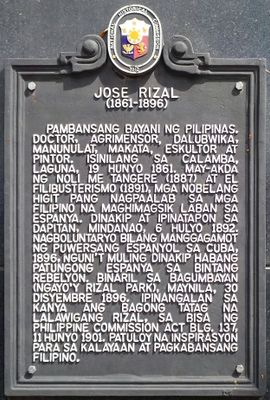 NATIONAL HISTORICAL COMMISSION
JOSE RIZAL
(1861-1896)
PAMBANSANG BAYANI NG PILIPINAS,
DOCTOR, AGRIMENSOR, DALUBWIKA,
MANUNULAT, MAKATA, ESKULTOR AT
PINTOR. ISINILANG SA CALAMBA,
LAGUNA, 19 HUNYO 1861. MAY-AKDA
NG NOLI ME TANGERE (1887) AT EL
FILIBUSTERISMO (1891), MGA NOBELANG
HIGIT PANG NAGPAALAB SA MGA
FILIPINO NA MAGHIMAGSIK LABAN SA
ESPANYA. DINAKIP AT IPINATAPON SA
DAPITAN, MINDANAO, 6 HULYO 1892.
NAGBOLUNTARYO BILANG MANGGAGAMOT
NG PUWERSANG ESPANYOL SA CUBA,
1896, NGUNI'T MULING DINAKIP HABANG
PATUNGONG ESPANYA SA BINTANG
REBELYON. BINARIL SA BAGUMBAYAN
(NGAYO'Y RIZAL PARK), MAYNILA, 30
DISYEMBRE 1896. IPINANGALAN SA
KANYA ANG BAGONG TATAG NA
LALAWIGANG RIZAL, SA BISA NG
PHILIPPINE COMMISSION ACT BLG. 137,
11 HUNYO 1901. PATULOY NA INSPIRASYON
PARA SA KALAYAAN AT PAGKABANSANG
FILIPINO.